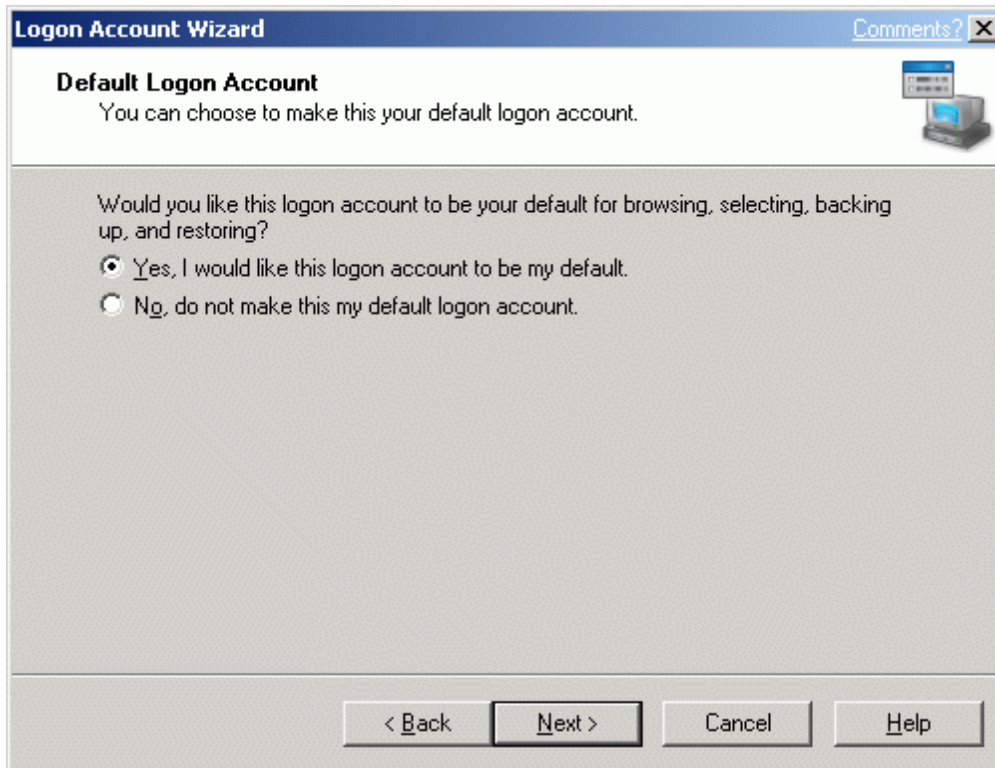 Logon Account Wizard Comments?
Default Logon Account
You can choose to make this your default logon account.
Would you like this logon account to be your default for browsing, selecting, backing
up, and restoring?
Yes, I would like this logon account to be my default.
No, do not make this my default logon account.
< Back Next > Cancel Help